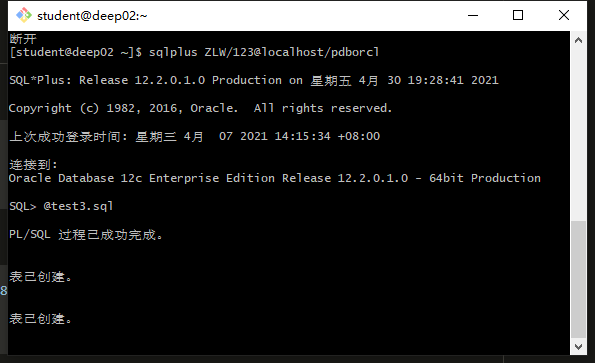 student@deep02:~
断开
[student@deep02 ~]$ sqlplus ZLW/123@localhost/pdborcl
SQL*Plus: Release 12.2.0.1.0 Production on 星期五 4月 30 19:28:41 2021
Copyright (c) 1982, 2016, Oracle.  All rights reserved.
上次成功登录时间: 星期三 4月  07 2021 14:15:34 +08:00
连接到:
Oracle Database 12c Enterprise Edition Release 12.2.0.1.0 - 64bit Production
SQL> @test3.sql
PL/SQL 过程已成功完成。
表已创建。
8
表已创建。